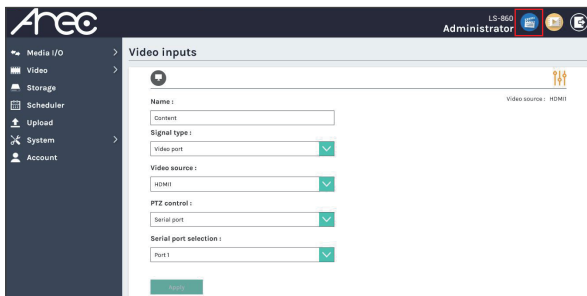 Arec
LS-860
Administrator
Media I/O
Video
Storage
Scheduler
Upload
System
Account
Video inputs
Video source : HDMI1
Name :
Content
Signal type :
Video port
Video source :
HDMI1
PTZ control :
Serial port
Serial port selection :
Port 1
Apply